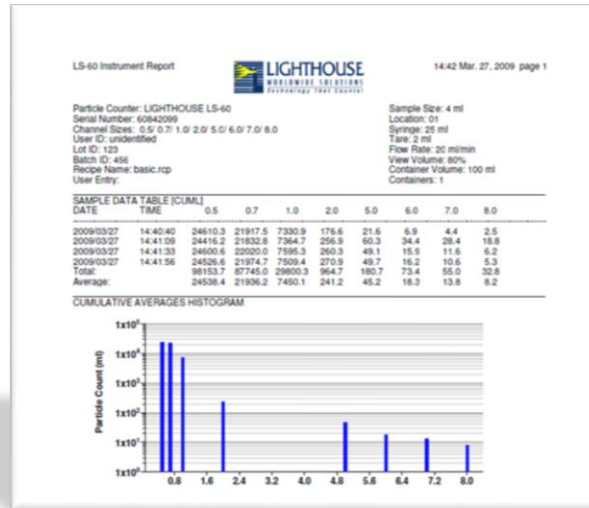 LS-60 Instrument Report
LIGHTHOUSE
WORLDWIDE SOLUTIONS
Technology That Counts!
14:42 Mar. 27, 2009 page 1
Particle Counter: LIGHTHOUSE LS-60
Serial Number: 60842099
Channel Sizes: 0.5/ 0.7/ 1.0/ 2.0/ 5.0/ 6.0/ 7.0/ 8.0
User ID: unidentified
Lot ID: 123
Batch ID: 456
Recipe Name: basic.rcp
User Entry:
Sample Size: 4 ml
Location: 01
Syringe: 25 ml
Tare: 2 ml
Flow Rate: 20 ml/min
View Volume: 80%
Container Volume: 100 ml
Containers: 1
SAMPLE DATA TABLE [CUML]
DATE TIME 0.5 0.7 1.0 2.0 5.0 6.0 7.0 8.0
2009/03/27 14:40:40 24610.3 21917.5 7330.9 176.6 21.6 6.9 4.4 2.5
2009/03/27 14:41:09 24416.2 21832.8 7364.7 256.9 60.3 34.4 28.4 18.8
2009/03/27 14:41:33 24600.6 22020.0 7595.3 260.3 49.1 15.9 11.6 6.2
2009/03/27 14:41:56 24526.6 21974.7 7509.4 270.9 49.7 16.2 10.6 5.3
Total: 98153.7 87745.0 29800.3 964.7 180.7 73.4 55.0 32.8
Average: 24538.4 21936.2 7450.1 241.2 45.2 18.3 13.8 8.2
CUMULATIVE AVERAGES HISTOGRAM
Particle Count (ml)
1x10⁵
1x10⁴
1x10³
1x10²
1x10¹
1x10⁰
0.8 1.6 2.4 3.2 4.0 4.8 5.6 6.4 7.2 8.0